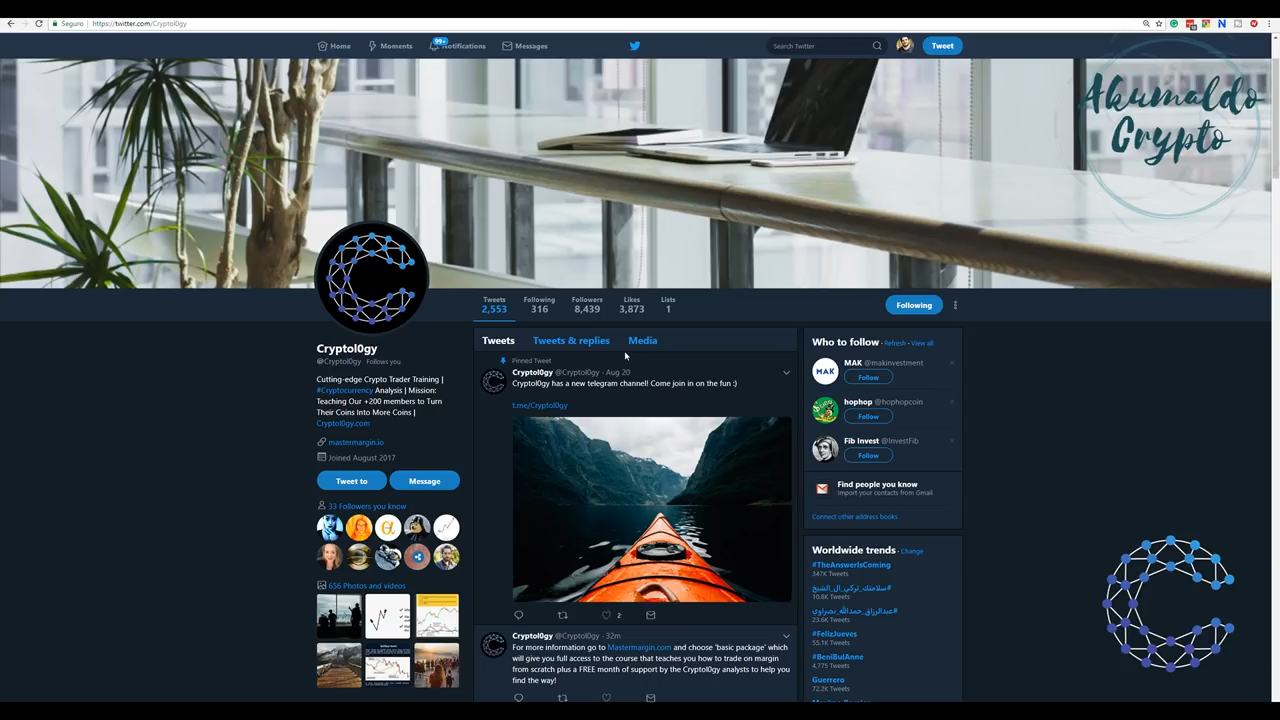 Seguro
https://twitter.com/Cryptol0gy
Home
Moments
99+
Notifications
Messages
Search Twitter
Tweet
Akumaldo
Crypto
Tweets
2,553
Following
316
Followers
8,439
Likes
3,873
Lists
1
Following
Cryptol0gy
@Cryptol0gy Follows you
Cutting-edge Crypto Trader Training |
#Cryptocurrency Analysis | Mission:
Teaching Our +200 members to Turn
Their Coins Into More Coins |
Cryptol0gy.com
mastermargin.io
Joined August 2017
Tweet to
Message
33 Followers you know
656 Photos and videos
Tweets
Tweets & replies
Media
Pinned Tweet
Cryptol0gy @Cryptol0gy · Aug 20
Cryptol0gy has a new telegram channel! Come join in on the fun :)
t.me/Cryptol0gy
2
Cryptol0gy @Cryptol0gy · 32m
For more information go to Mastermargin.com and choose 'basic package' which
will give you full access to the course that teaches you how to trade on margin
from scratch plus a FREE month of support by the Cryptol0gy analysts to help you
find the way!
Who to follow · Refresh · View all
MAK
MAK @makinvestment
Follow
hophop @hophopcoin
Follow
Fib Invest @InvestFib
Follow
Find people you know
Import your contacts from Gmail
Connect other address books
Worldwide trends · Change
#TheAnswerIsComing
347K Tweets
#سلامتك_تركي_ال_الشيخ
10.8K Tweets
#عبدالرزاق_حمدالله_نصراوي
23.6K Tweets
#FelizJueves
55.1K Tweets
#BeniBulAnne
4,775 Tweets
Guerrero
72.2K Tweets